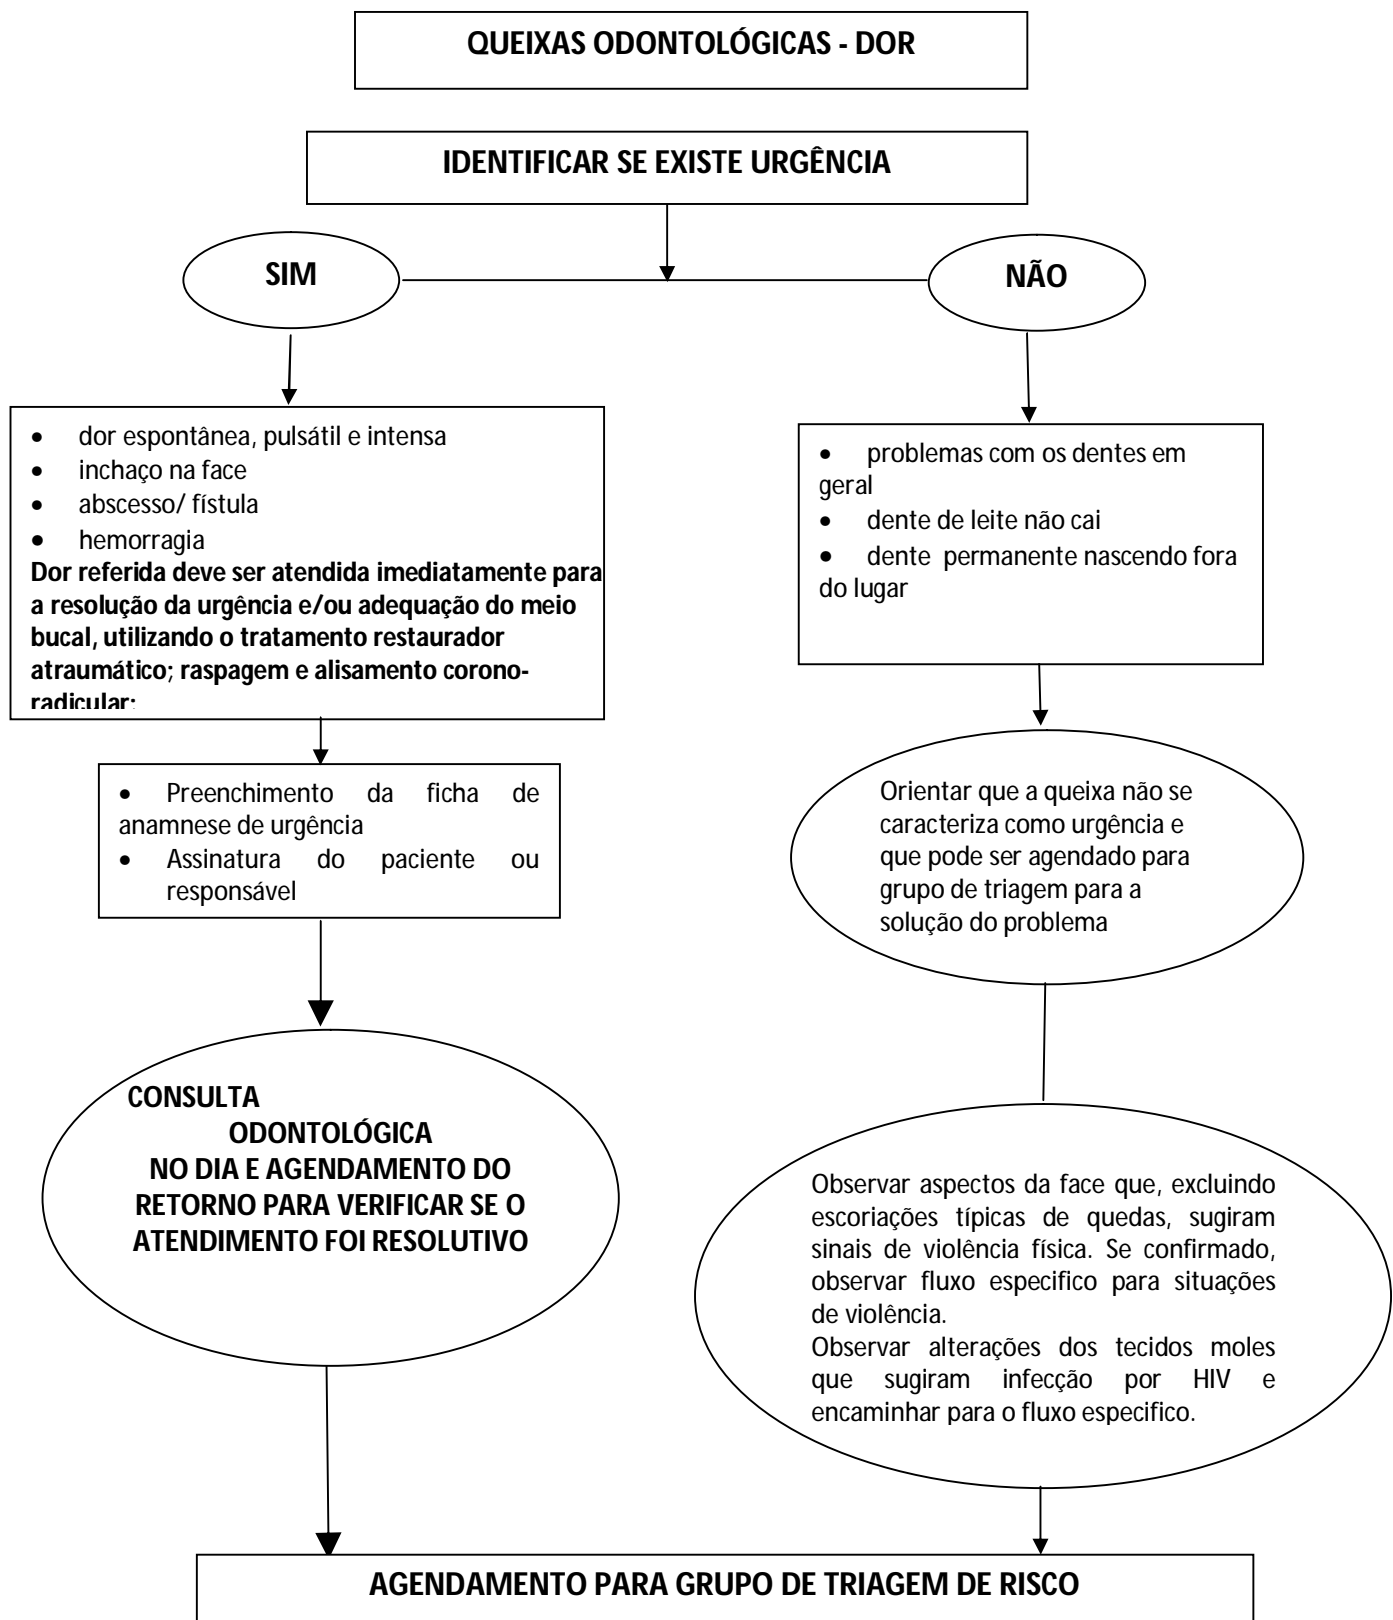 QUEIXAS ODONTOLÓGICAS - DOR
IDENTIFICAR SE EXISTE URGÊNCIA
SIM
NÃO
• dor espontânea, pulsátil e intensa
• inchaço na face
• abscesso/ fístula
• hemorragia
Dor referida deve ser atendida imediatamente para
a resolução da urgência e/ou adequação do meio
bucal, utilizando o tratamento restaurador
atraumático; raspagem e alisamento corono-
radicular;
• problemas com os dentes em
geral
• dente de leite não cai
• dente permanente nascendo fora
do lugar
• Preenchimento da ficha de
anamnese de urgência
• Assinatura do paciente ou
responsável
Orientar que a queixa não se
caracteriza como urgência e
que pode ser agendado para
grupo de triagem para a
solução do problema
CONSULTA
ODONTOLÓGICA
NO DIA E AGENDAMENTO DO
RETORNO PARA VERIFICAR SE O
ATENDIMENTO FOI RESOLUTIVO
Observar aspectos da face que, excluindo
escoriações típicas de quedas, sugiram
sinais de violência física. Se confirmado,
observar fluxo especifico para situações
de violência.
Observar alterações dos tecidos moles
que sugiram infecção por HIV e
encaminhar para o fluxo especifico.
AGENDAMENTO PARA GRUPO DE TRIAGEM DE RISCO